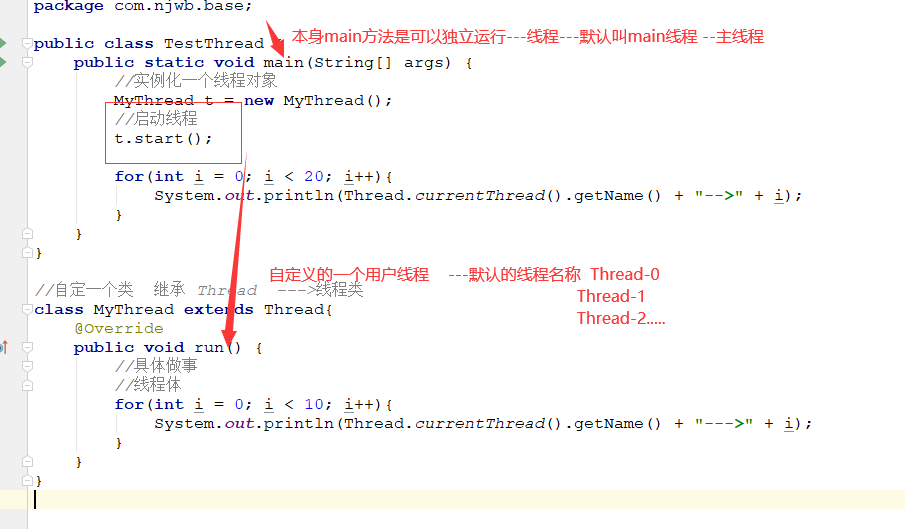 package com.njwb.base;
public class TestThread {
本身main方法是可以独立运行---线程---默认叫main线程 --主线程
public static void main(String[] args) {
//实例化一个线程对象
MyThread t = new MyThread();
//启动线程
t.start();
for(int i = 0; i < 20; i++){
System.out.println(Thread.currentThread().getName() + "-->" + i);
}
}
}
自定义的一个用户线程 ---默认的线程名称 Thread-0
//自定一个类 继承 Thread --->线程类
Thread-1
class MyThread extends Thread{
Thread-2.....
@Override
public void run() {
//具体做事
//线程体
for(int i = 0; i < 10; i++){
System.out.println(Thread.currentThread().getName() + "--->" + i);
}
}
}